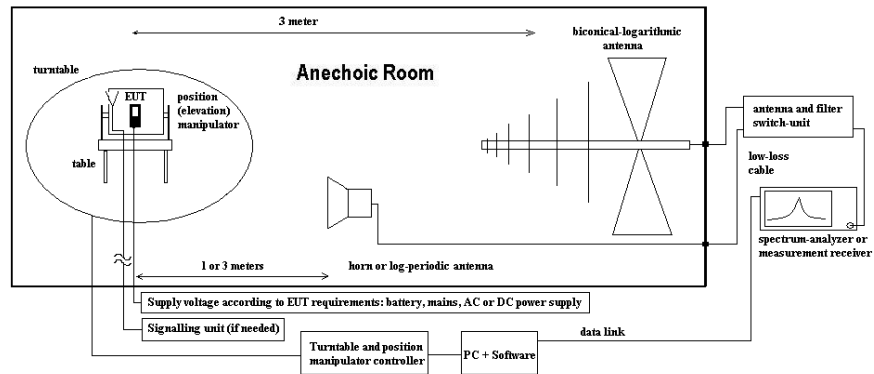 3 meter
biconical-logarithmic
antenna
turntable
Anechoic Room
EUT
position
(elevation)
manipulator
antenna and filter
switch-unit
table
low-loss
cable
spectrum-analyzer or
measurement receiver
1 or 3 meters
horn or log-periodic antenna
Supply voltage according to EUT requirements: battery, mains, AC or DC power supply
Signalling unit (if needed)
data link
Turntable and position
manipulator controller
PC + Software